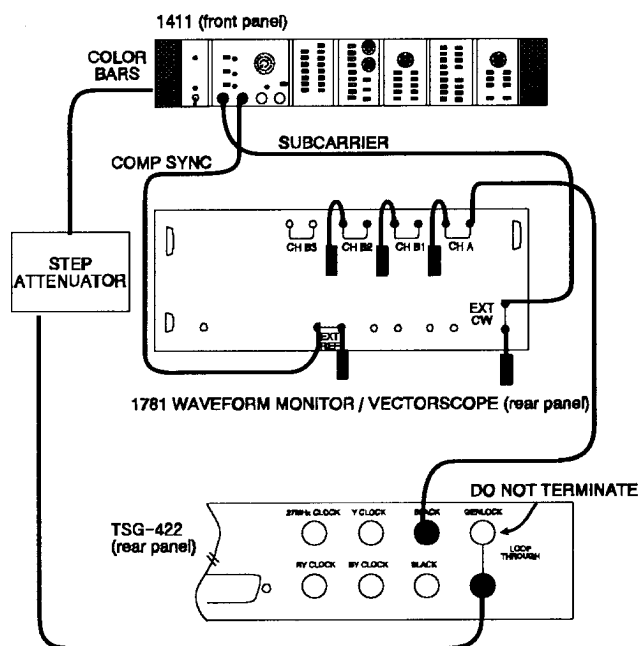 1411 (front panel)
COLOR
BARS
SUBCARRIER
COMP SYNC
CH B3
CH B2
CH B1
CH A
STEP
ATTENUATOR
EXT
CW
EXT
REF
1781 WAVEFORM MONITOR / VECTORSCOPE (rear panel)
DO NOT TERMINATE
TSG-422
(rear panel)
27MHz CLOCK
Y CLOCK
BLACK
GENLOCK
LOOP
THROUGH
RY CLOCK
BY CLOCK
BLACK